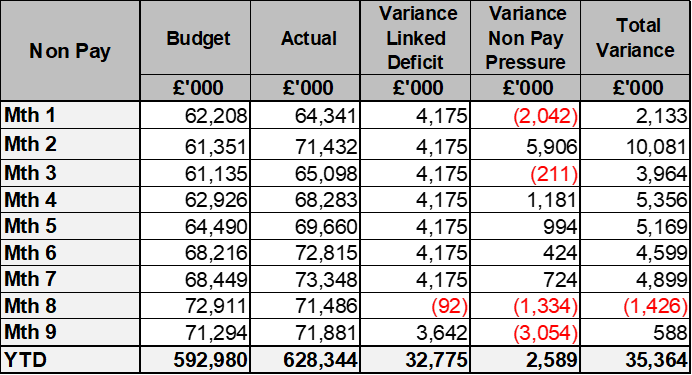 Non Pay Budget Actual Variance Linked Deficit Variance Non Pay Pressure Total Variance
£'000 £'000 £'000 £'000 £'000
Mth 1 62,208 64,341 4,175 (2,042) 2,133
Mth 2 61,351 71,432 4,175 5,906 10,081
Mth 3 61,135 65,098 4,175 (211) 3,964
Mth 4 62,926 68,283 4,175 1,181 5,356
Mth 5 64,490 69,660 4,175 994 5,169
Mth 6 68,216 72,815 4,175 424 4,599
Mth 7 68,449 73,348 4,175 724 4,899
Mth 8 72,911 71,486 (92) (1,334) (1,426)
Mth 9 71,294 71,881 3,642 (3,054) 588
YTD 592,980 628,344 32,775 2,589 35,364